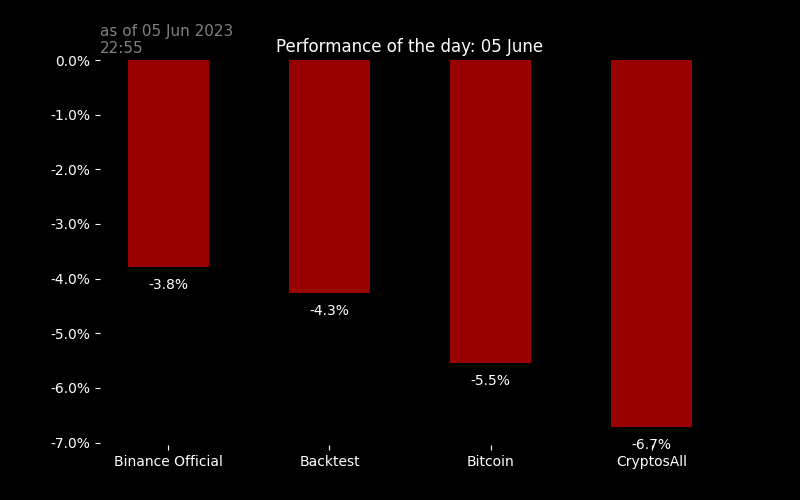 as of 05 Jun 2023
22:55
Performance of the day: 05 June
0.0%
-1.0%
-2.0%
-3.0%
-4.0%
-5.0%
-6.0%
-7.0%
-3.8%
-4.3%
-5.5%
-6.7%
Binance Official
Backtest
Bitcoin
CryptosAll